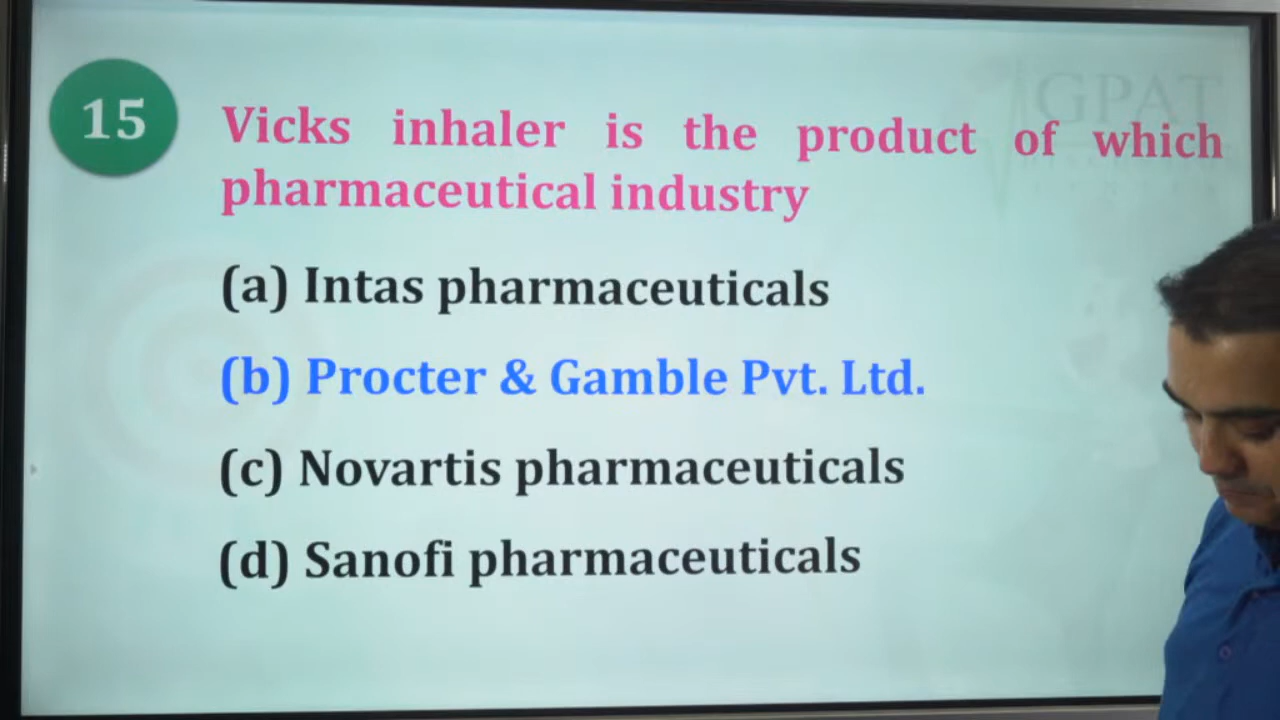 GPAT
15
Vicks inhaler is the product of which
pharmaceutical industry
(a) Intas pharmaceuticals
(b) Procter & Gamble Pvt. Ltd.
(c) Novartis pharmaceuticals
(d) Sanofi pharmaceuticals